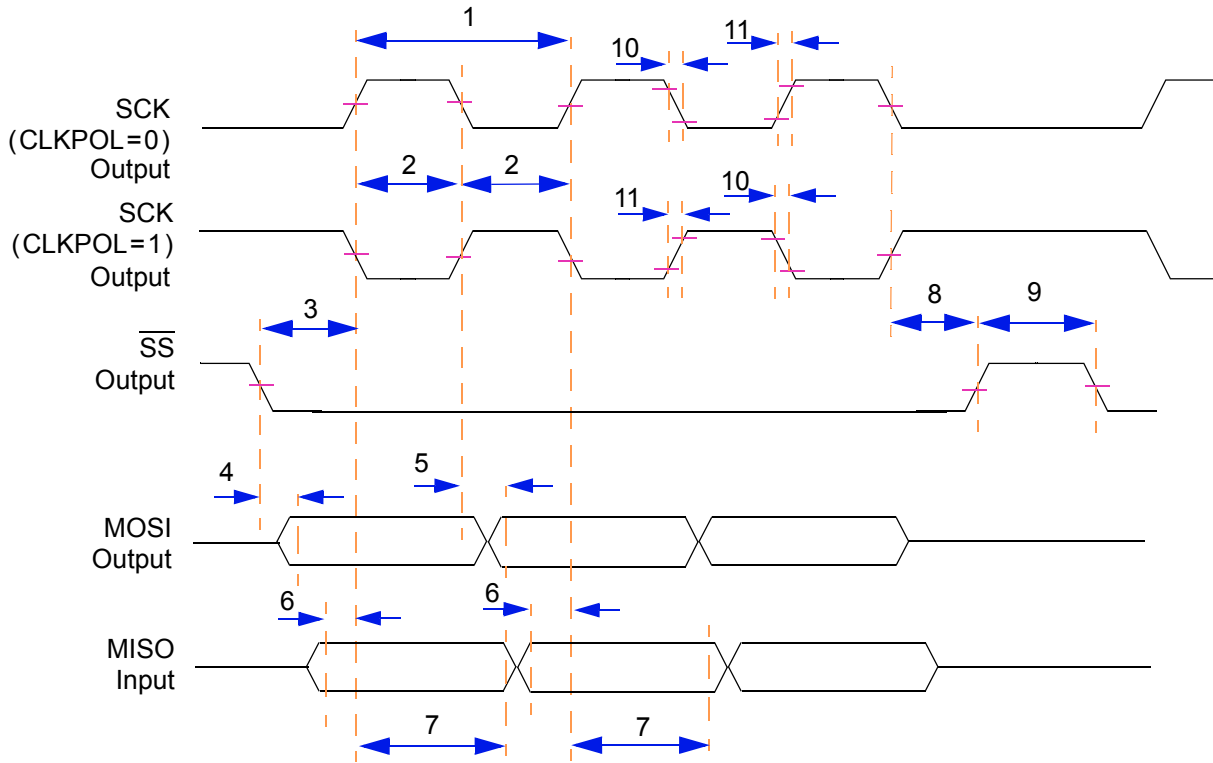 1
10
11
SCK
(CLKPOL=0)
Output
2
2
11
10
SCK
(CLKPOL=1)
Output
3
8
9
SS
Output
4
5
MOSI
Output
6
6
MISO
Input
7
7